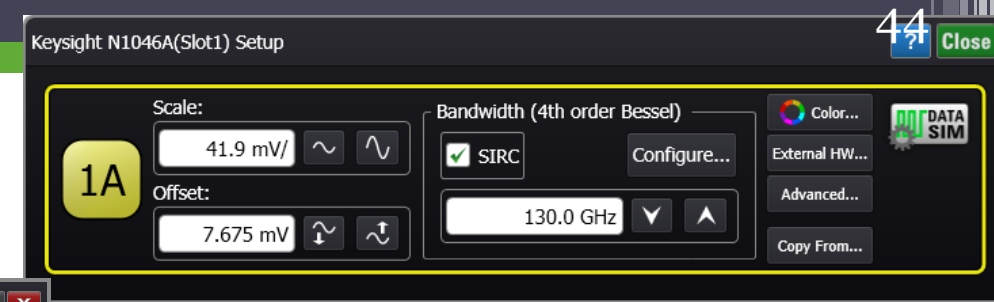 44
Keysight N1046A(Slot1) Setup
? Close
Scale:
Bandwidth (4th order Bessel)
Color...
DATA
SIM
41.9 mV/
SIRC
Configure...
External HW...
1A
Offset:
Advanced...
7.675 mV
130.0 GHz
Copy From...
X